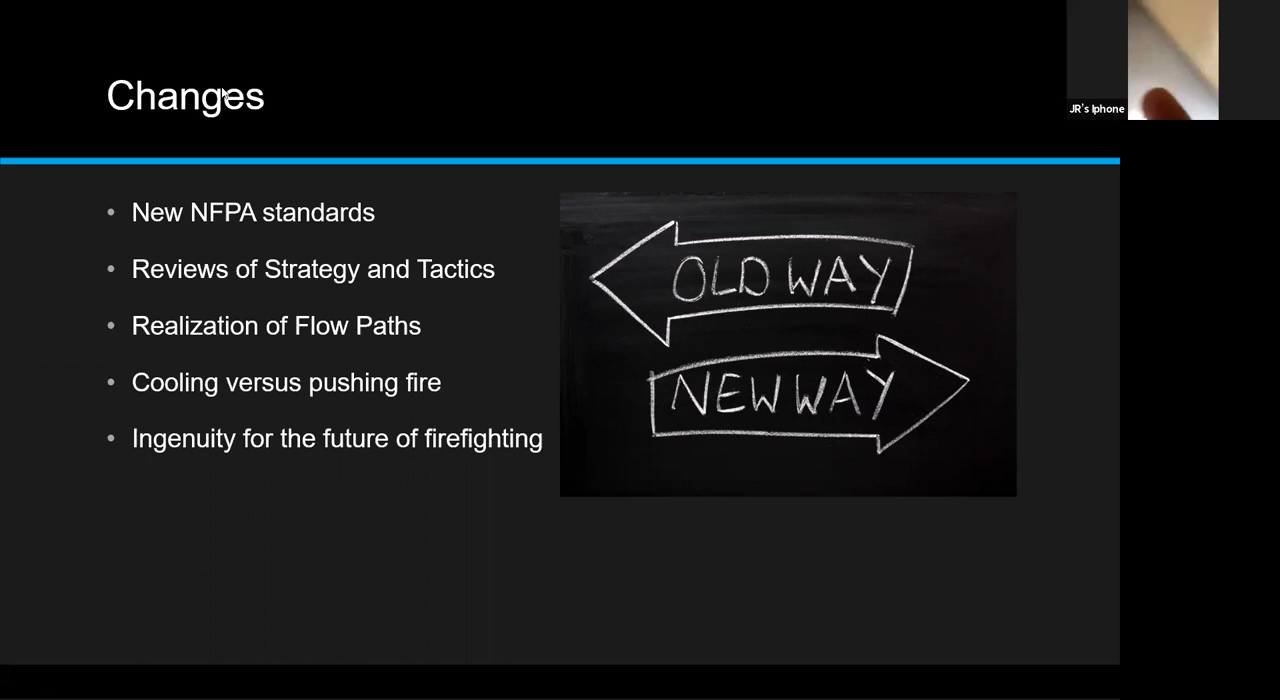 Changes
JR's Iphone
New NFPA standards
Reviews of Strategy and Tactics
Realization of Flow Paths
Cooling versus pushing fire
Ingenuity for the future of firefighting
OLD WAY
NEW WAY